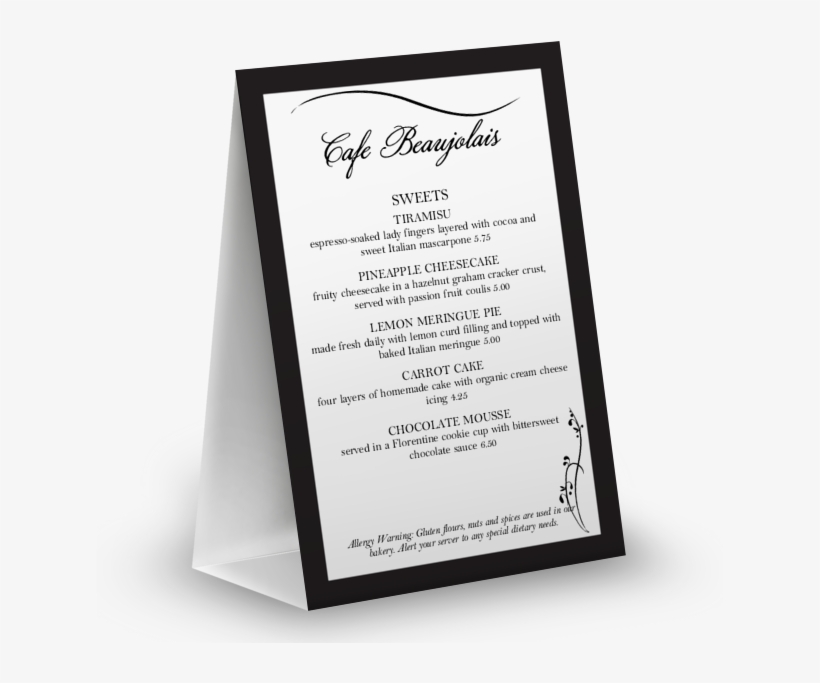 Cafe Beaujolais
SWEETS
TIRAMISU
espresso-soaked lady fingers layered with cocoa and
sweet Italian mascarpone 5.75
PINEAPPLE CHEESECAKE
fruity cheesecake in a hazelnut graham cracker crust,
served with passion fruit coulis 5.00
LEMON MERINGUE PIE
made fresh daily with lemon curd filling and topped with
baked Italian meringue 5.00
CARROT CAKE
four layers of homemade cake with organic cream cheese
icing 4.25
CHOCOLATE MOUSSE
served in a Florentine cookie cup with bittersweet
chocolate sauce 6.50
Allergy Warning: Gluten flours, nuts and spices are used in our
bakery. Alert your server to any special dietary needs.